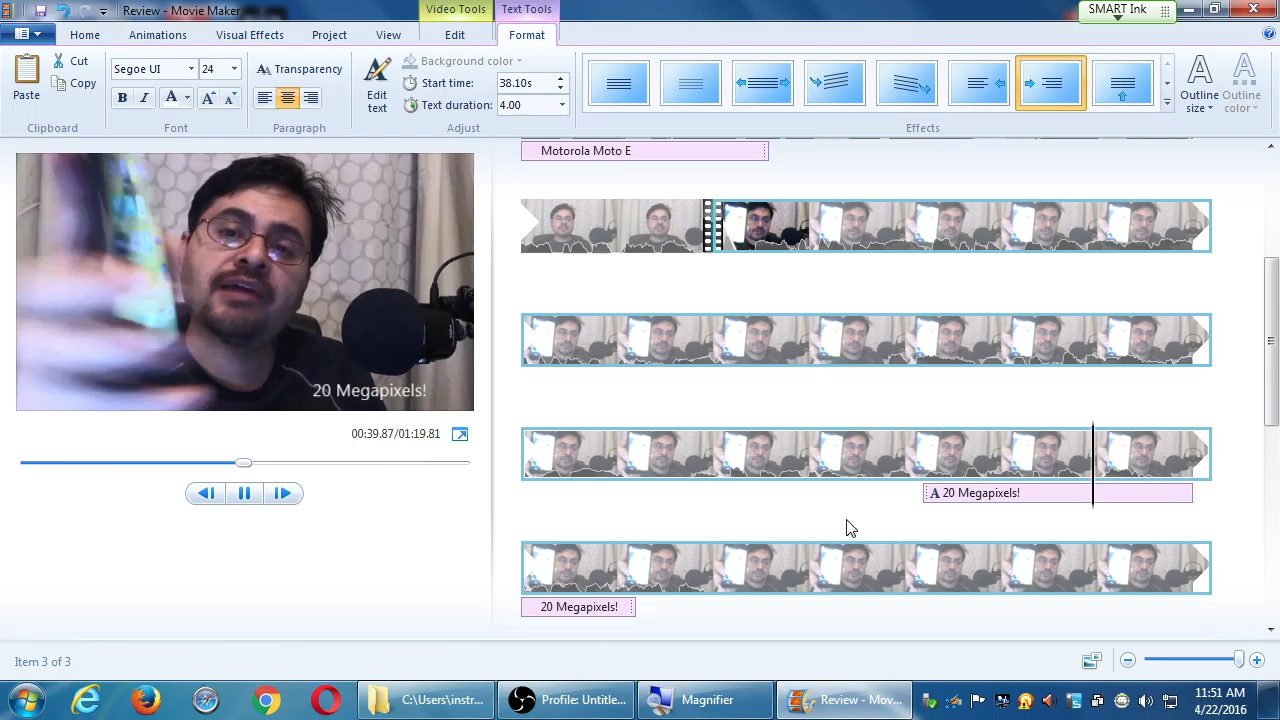 Review - Movie Maker
Video Tools
Text Tools
SMART Ink
Home
Animations
Visual Effects
Project
View
Edit
Format
Paste
Cut
Copy
Clipboard
Segoe UI
24
B
I
A
A
A
Font
Transparency
Paragraph
Edit
text
Background color
Start time:
38.10s
Text duration:
4.00
Adjust
Effects
Outline
size
Outline
color
Motorola Moto E
20 Megapixels!
00:39.87/01:19.81
A 20 Megapixels!
20 Megapixels!
Item 3 of 3
C:\Users\instr...
Profile: Untitle...
Magnifier
Review - Mov...
11:51 AM
4/22/2016